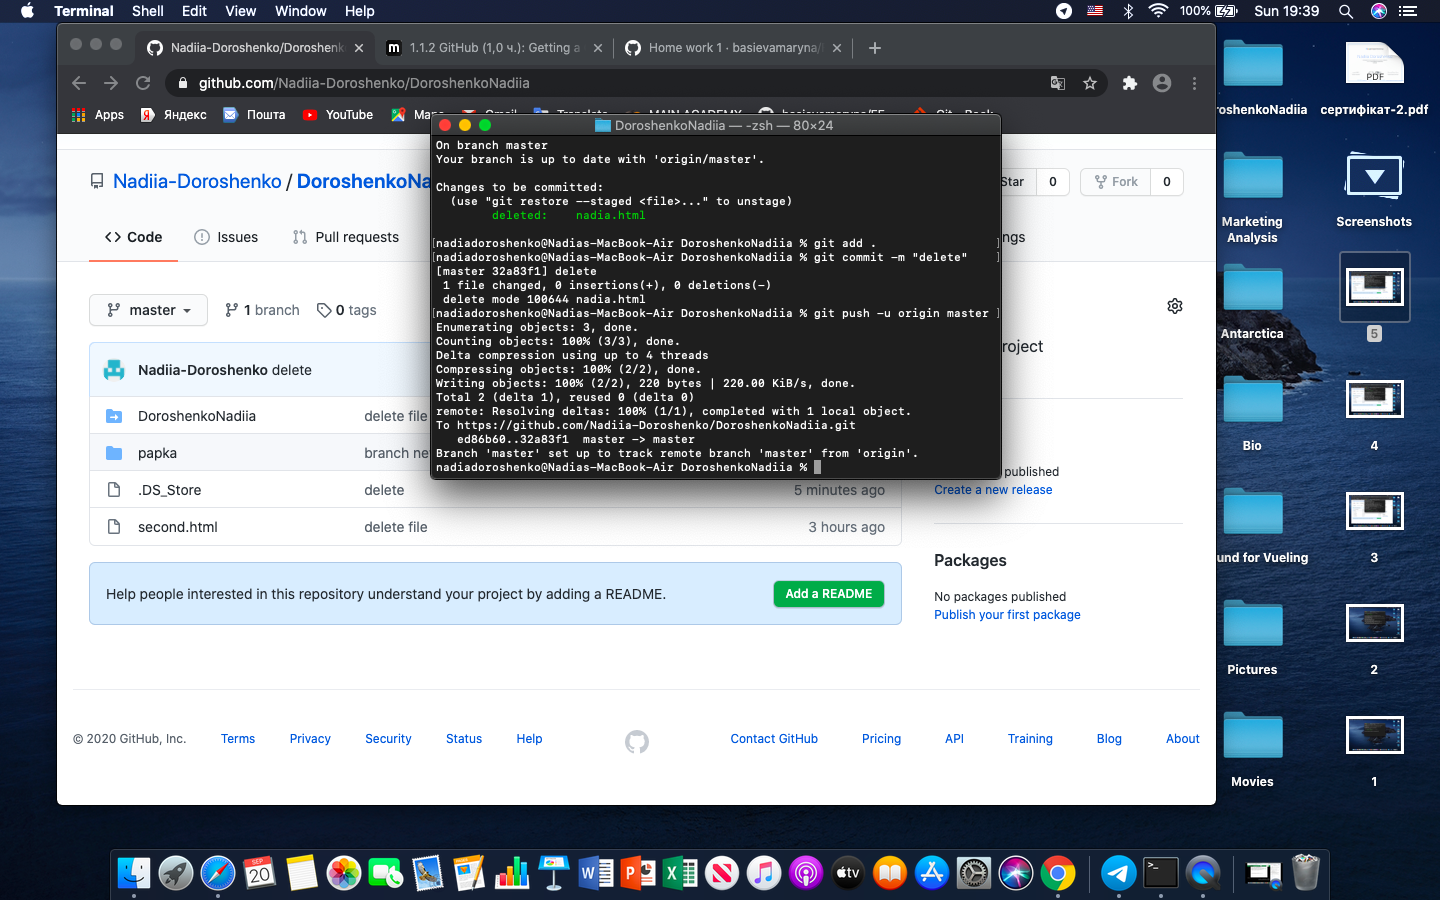 Terminal Shell Edit View Window Help 100% Sun 19:39
Nadiia-Doroshenko/Doroshenk 1.1.2 GitHub (1,0 ч.): Getting a Home work 1 · basievamaryna/
github.com/Nadiia-Doroshenko/DoroshenkoNadiia
Apps Яндекс Пошта YouTube
DoroshenkoNadiia — -zsh — 80×24
On branch master
Your branch is up to date with 'origin/master'.
Changes to be committed:
(use "git restore --staged <file>..." to unstage)
deleted: nadia.html
[nadiadoroshenko@Nadias-MacBook-Air DoroshenkoNadiia % git add . ]
[nadiadoroshenko@Nadias-MacBook-Air DoroshenkoNadiia % git commit -m "delete" ]
[master 32a83f1] delete
1 file changed, 0 insertions(+), 0 deletions(-)
delete mode 100644 nadia.html
[nadiadoroshenko@Nadias-MacBook-Air DoroshenkoNadiia % git push -u origin master ]
Enumerating objects: 3, done.
Counting objects: 100% (3/3), done.
Delta compression using up to 4 threads
Compressing objects: 100% (2/2), done.
Writing objects: 100% (2/2), 220 bytes | 220.00 KiB/s, done.
Total 2 (delta 1), reused 0 (delta 0)
remote: Resolving deltas: 100% (1/1), completed with 1 local object.
To https://github.com/Nadiia-Doroshenko/DoroshenkoNadiia.git
ed86b60..32a83f1 master -> master
Branch 'master' set up to track remote branch 'master' from 'origin'.
nadiadoroshenko@Nadias-MacBook-Air DoroshenkoNadiia %
Nadiia-Doroshenko / DoroshenkoNa
Star 0 Fork 0
Code Issues Pull requests
ngs
master 1 branch 0 tags
roject
Nadiia-Doroshenko delete
DoroshenkoNadiia delete file
papka branch ne
.DS_Store delete 5 minutes ago
second.html delete file 3 hours ago
published
Create a new release
Help people interested in this repository understand your project by adding a README. Add a README
Packages
No packages published
Publish your first package
© 2020 GitHub, Inc. Terms Privacy Security Status Help Contact GitHub Pricing API Training Blog About
PDF
roshenkoNadiia сертифікат-2.pdf
Marketing
Analysis
Screenshots
Antarctica 5
Bio 4
und for Vueling 3
Pictures 2
Movies 1
SEP
20
tv